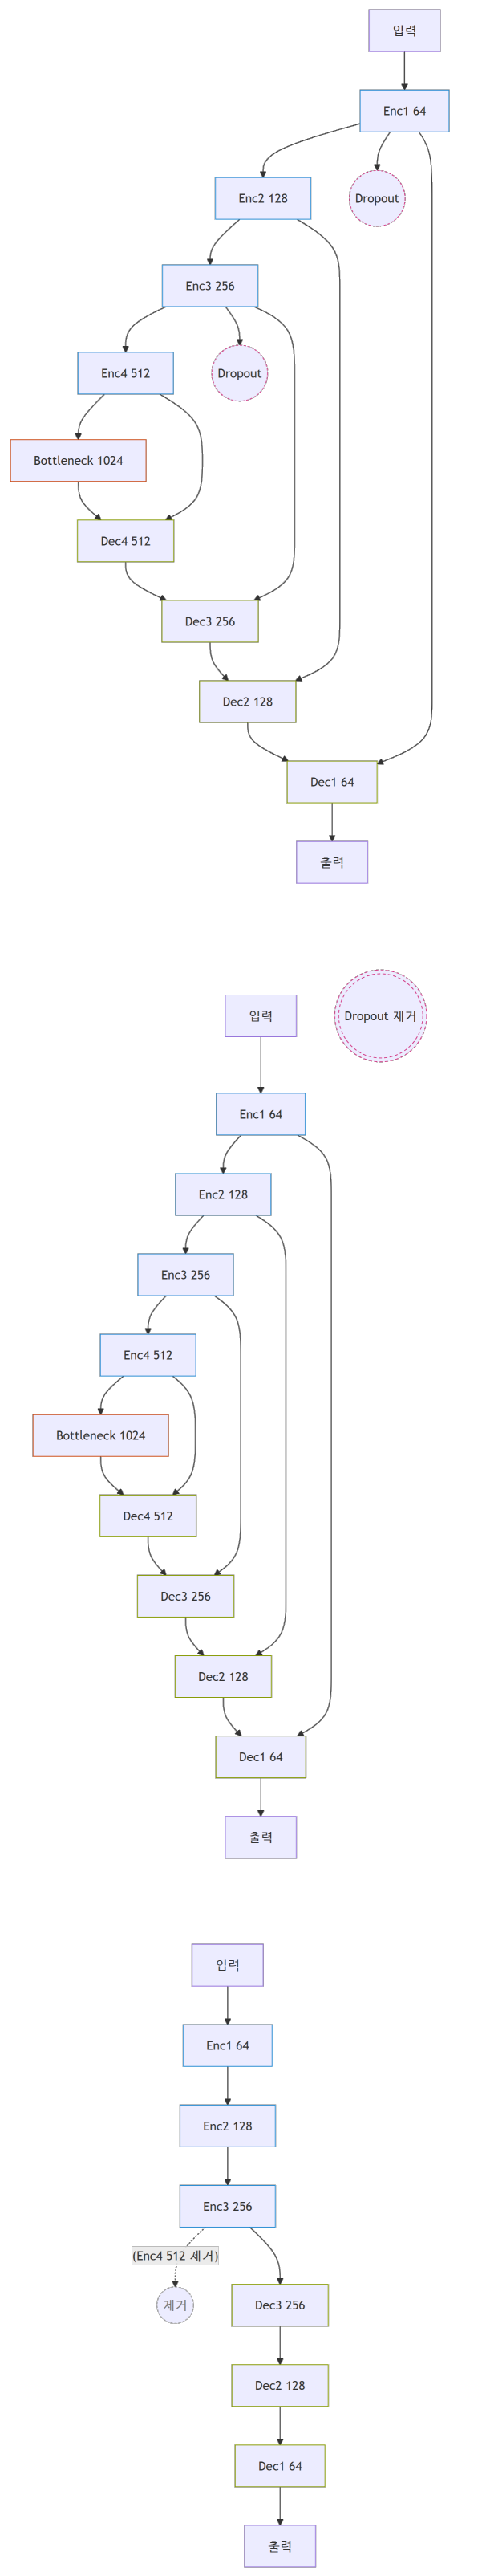 입력
Enc1 64
Enc2 128
Dropout
Enc3 256
Enc4 512
Dropout
Bottleneck 1024
Dec4 512
Dec3 256
Dec2 128
Dec1 64
출력
입력
Dropout 제거
Enc1 64
Enc2 128
Enc3 256
Enc4 512
Bottleneck 1024
Dec4 512
Dec3 256
Dec2 128
Dec1 64
출력
입력
Enc1 64
Enc2 128
Enc3 256
(Enc4 512 제거)
제거
Dec3 256
Dec2 128
Dec1 64
출력